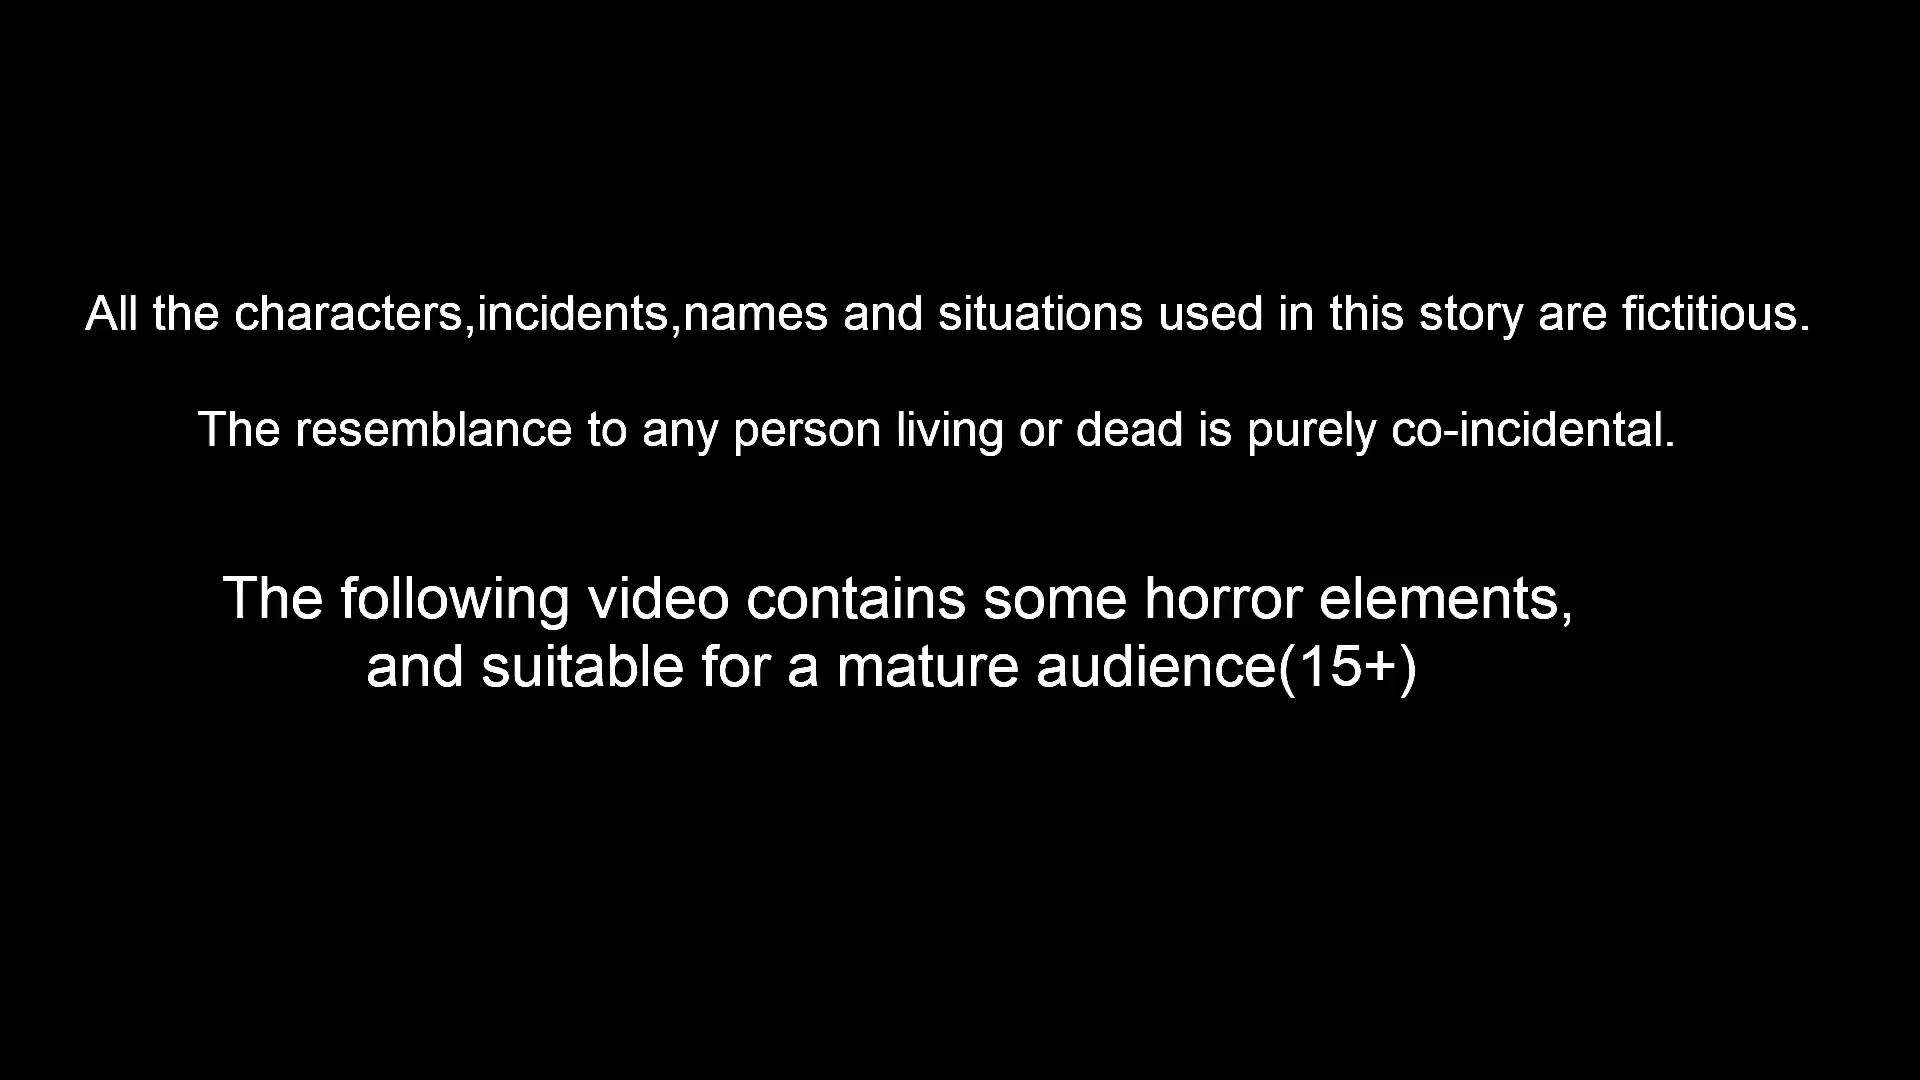 All the characters,incidents,names and situations used in this story are fictitious.
The resemblance to any person living or dead is purely co-incidental.
The following video contains some horror elements,
and suitable for a mature audience(15+)